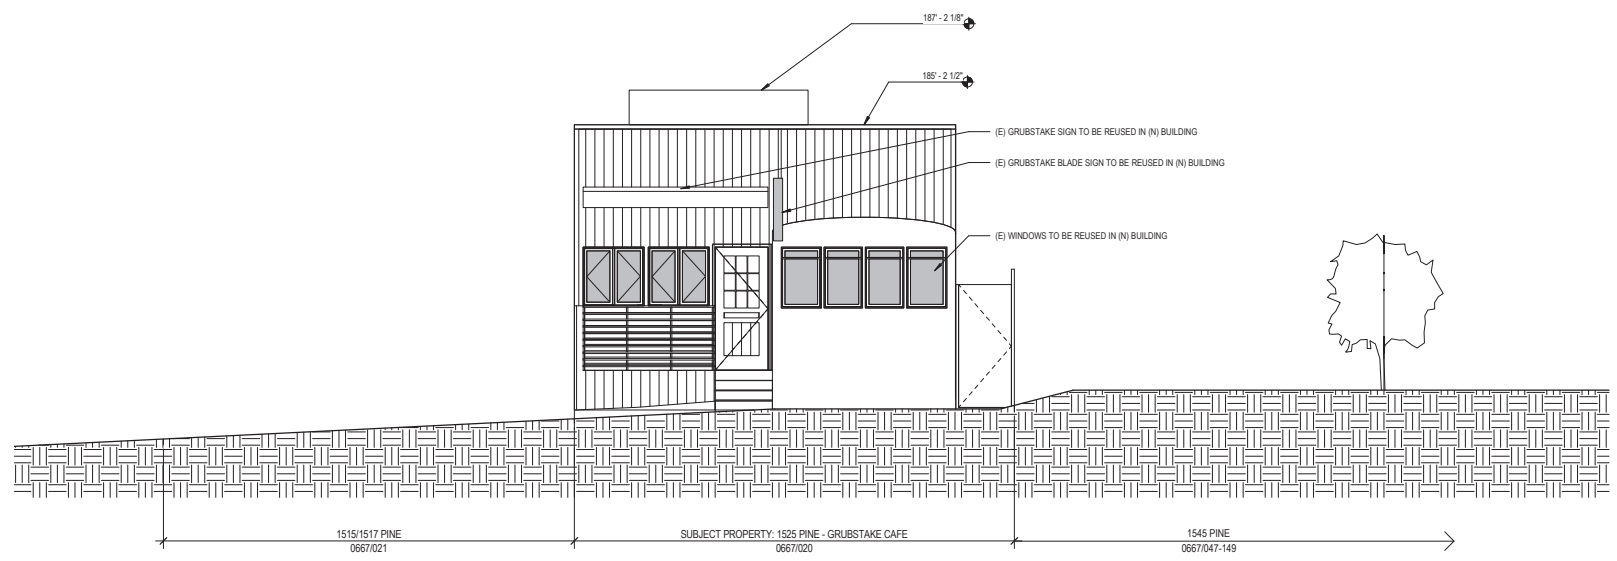 187' - 2 1/8"
185' - 2 1/2"
(E) GRUBSTAKE SIGN TO BE REUSED IN (N) BUILDING
(E) GRUBSTAKE BLADE SIGN TO BE REUSED IN (N) BUILDING
(E) WINDOWS TO BE REUSED IN (N) BUILDING
1515/1517 PINE
0667/021
SUBJECT PROPERTY: 1525 PINE - GRUBSTAKE CAFE
0667/020
1545 PINE
0667/047-149